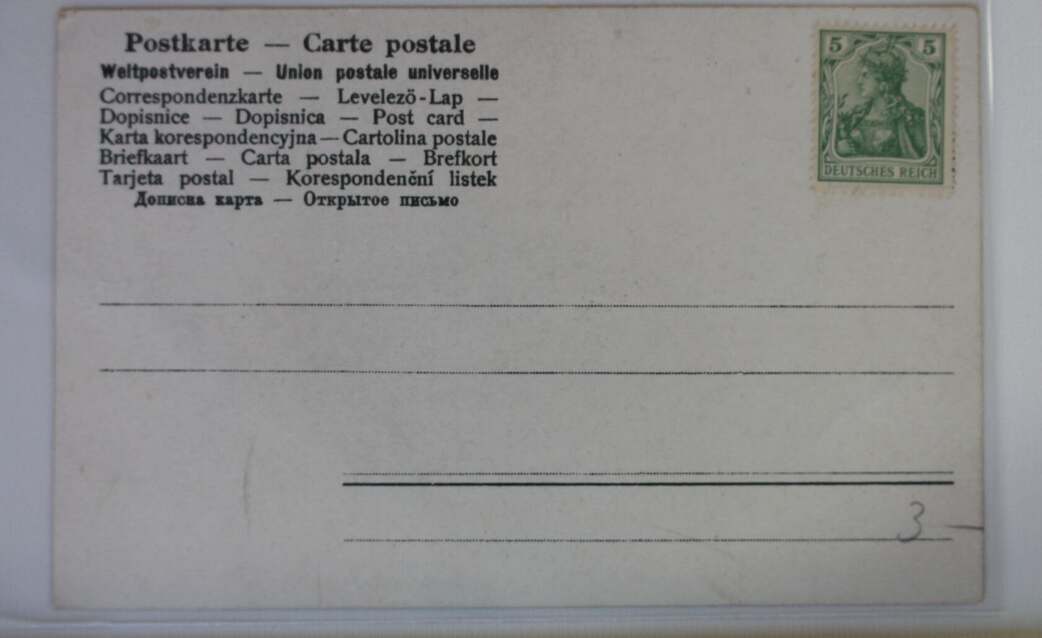 Postkarte — Carte postale
Weltpostverein — Union postale universelle
Correspondenzkarte — Levelezö-Lap —
Dopisnice — Dopisnica — Post card —
Karta korespondencyjna — Cartolina postale
Briefkaart — Carta postala — Brefkort
Tarjeta postal — Korespondenční listek
Дописна карта — Открытое письмо
5 5
DEUTSCHES REICH
3 —